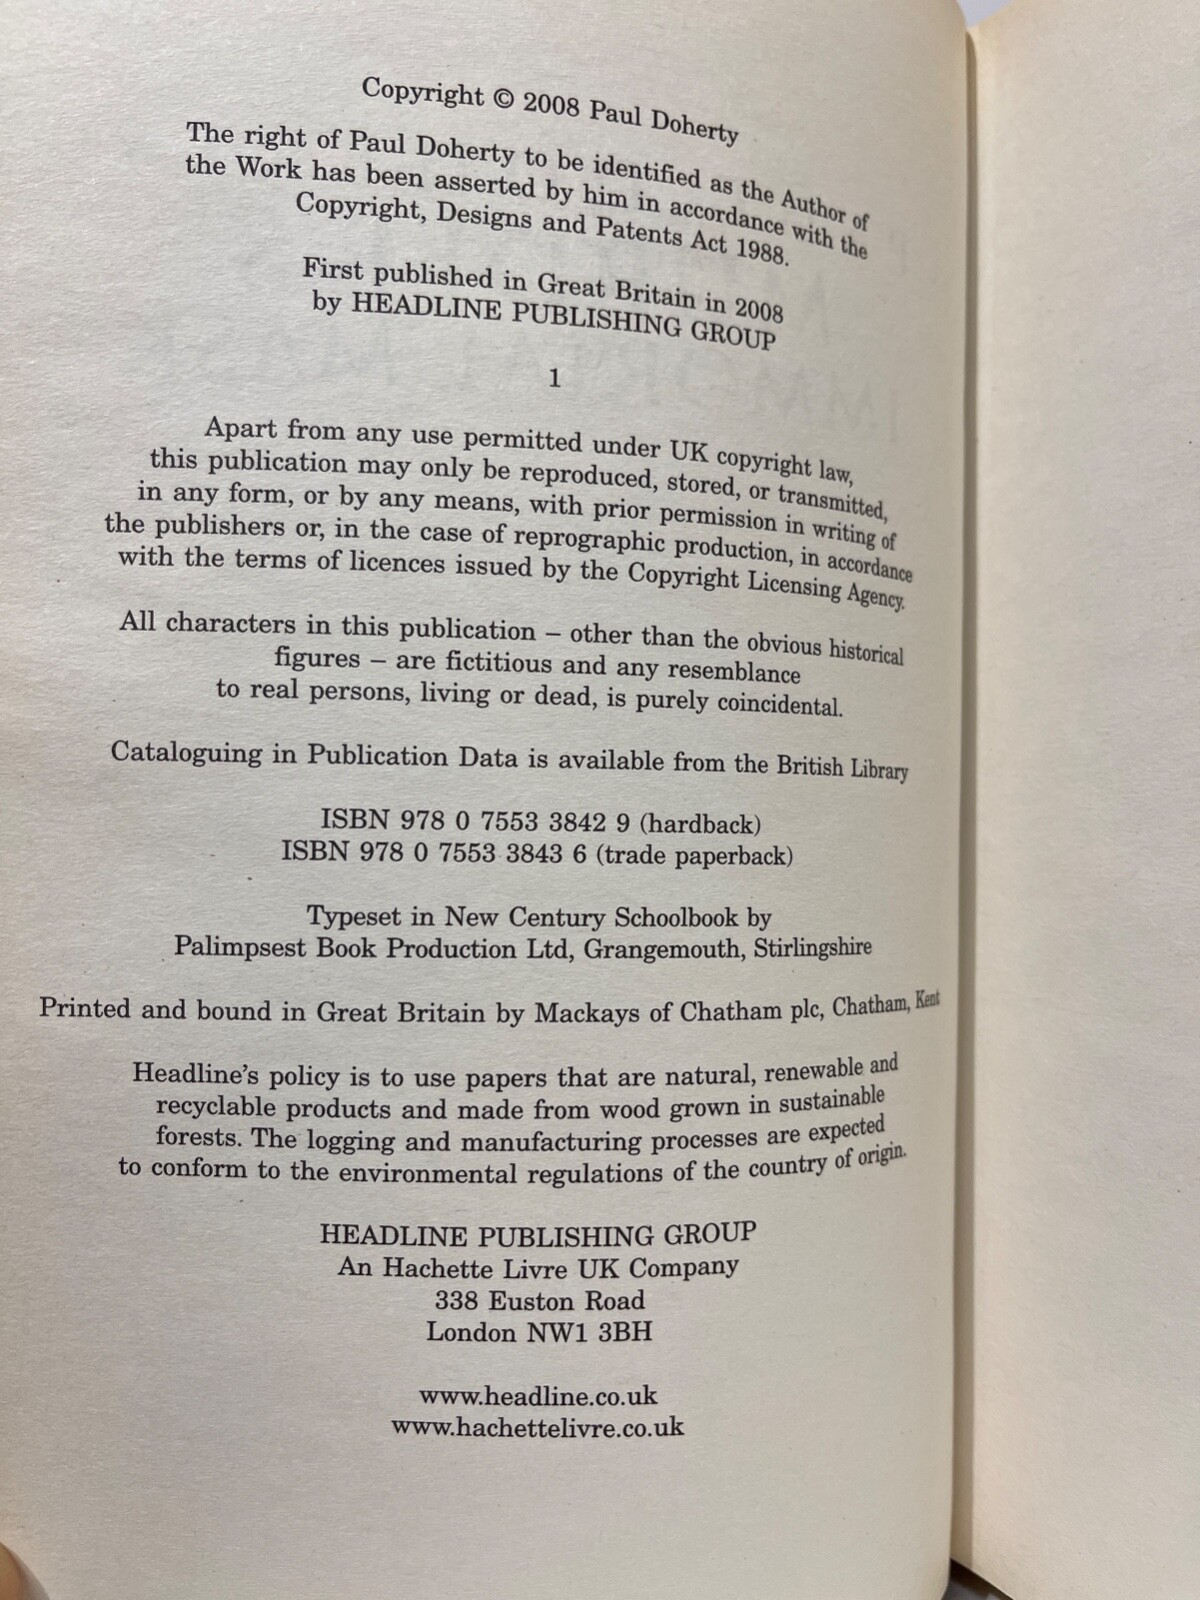 Copyright © 2008 Paul Doherty
The right of Paul Doherty to be identified as the Author of
the Work has been asserted by him in accordance with the
Copyright, Designs and Patents Act 1988.
First published in Great Britain in 2008
by HEADLINE PUBLISHING GROUP
1
Apart from any use permitted under UK copyright law,
this publication may only be reproduced, stored, or transmitted,
in any form, or by any means, with prior permission in writing of
the publishers or, in the case of reprographic production, in accordance
with the terms of licences issued by the Copyright Licensing Agency.
All characters in this publication – other than the obvious historical
figures – are fictitious and any resemblance
to real persons, living or dead, is purely coincidental.
Cataloguing in Publication Data is available from the British Library
ISBN 978 0 7553 3842 9 (hardback)
ISBN 978 0 7553 3843 6 (trade paperback)
Typeset in New Century Schoolbook by
Palimpsest Book Production Ltd, Grangemouth, Stirlingshire
Printed and bound in Great Britain by Mackays of Chatham plc, Chatham, Kent
Headline's policy is to use papers that are natural, renewable and
recyclable products and made from wood grown in sustainable
forests. The logging and manufacturing processes are expected
to conform to the environmental regulations of the country of origin.
HEADLINE PUBLISHING GROUP
An Hachette Livre UK Company
338 Euston Road
London NW1 3BH
www.headline.co.uk
www.hachettelivre.co.uk